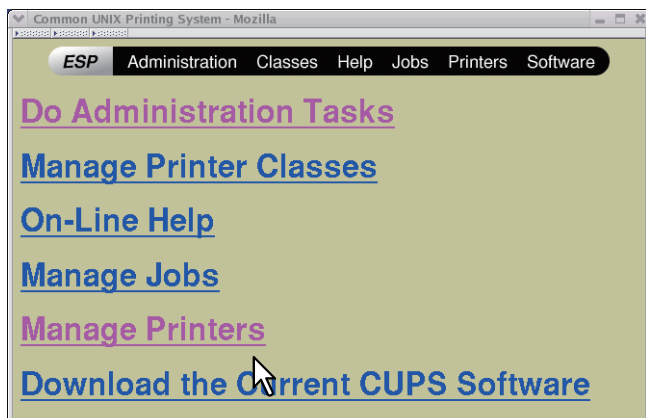 Common UNIX Printing System - Mozilla
ESP Administration Classes Help Jobs Printers Software
Do Administration Tasks
Manage Printer Classes
On-Line Help
Manage Jobs
Manage Printers
Download the Current CUPS Software